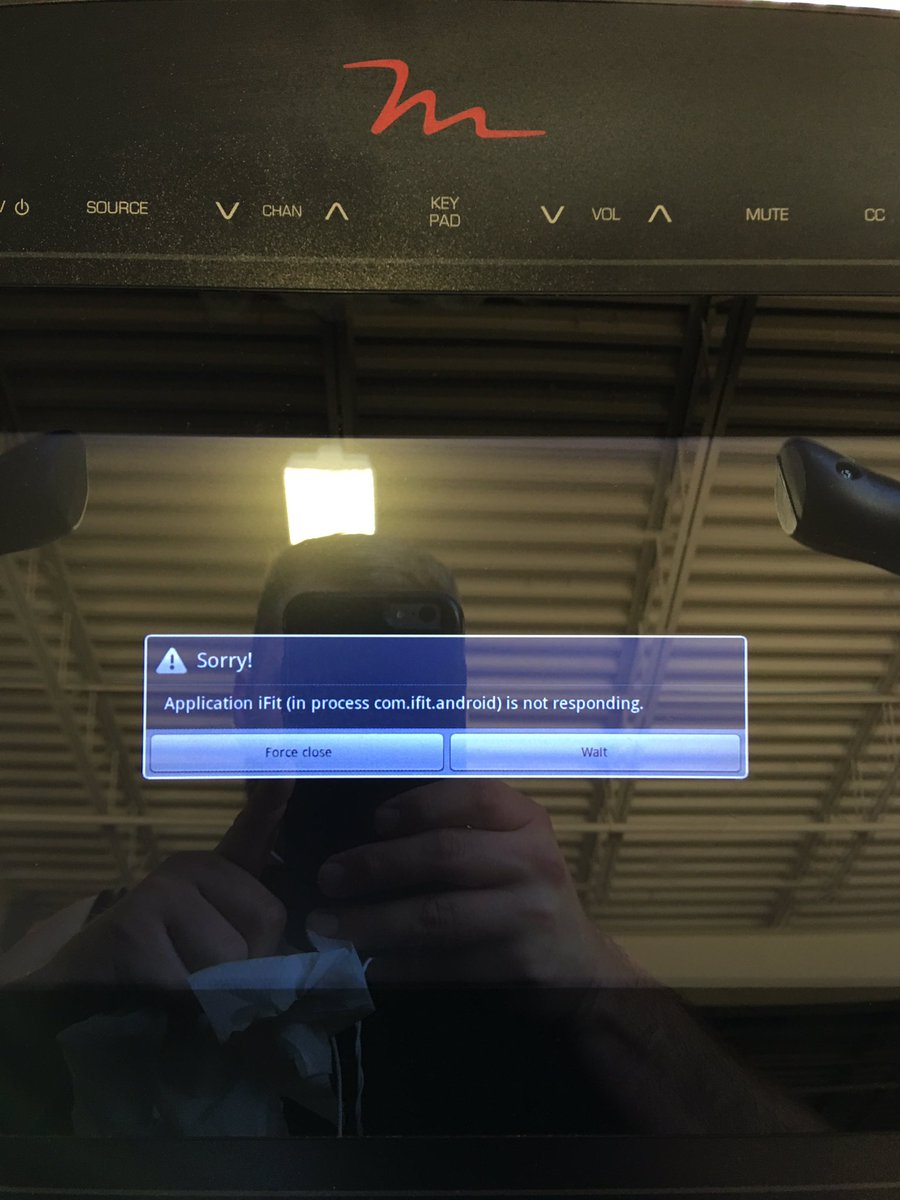 SOURCE CHAN KEY PAD VOL MUTE CC
Sorry!
Application iFit (in process com.ifit.android) is not responding.
Force close Wait